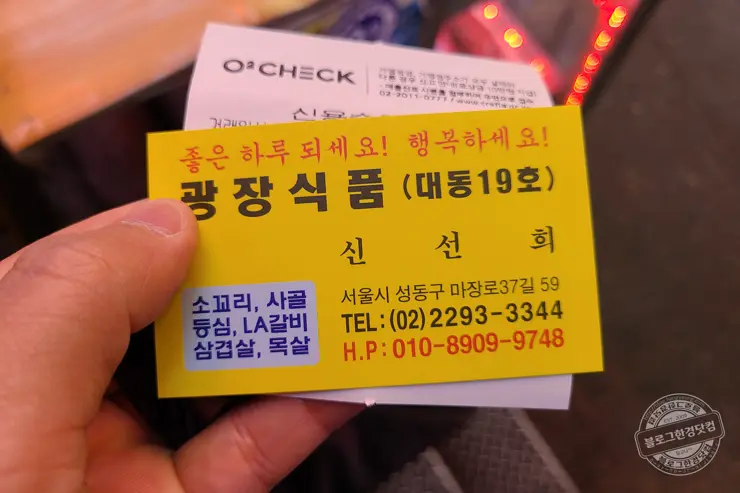 O²CHECK
02-2011-0777
좋은 하루 되세요! 행복하세요!
광장식품 (대동19호)
신 선 희
소꼬리, 사골
등심, LA갈비
삼겹살, 목살
서울시 성동구 마장로37길 59
TEL:(02)2293-3344
H.P:010-8909-9748
블로그한경닷컴